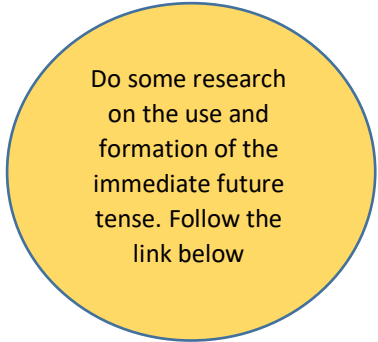 Do some research
on the use and
formation of the
immediate future
tense. Follow the
link below